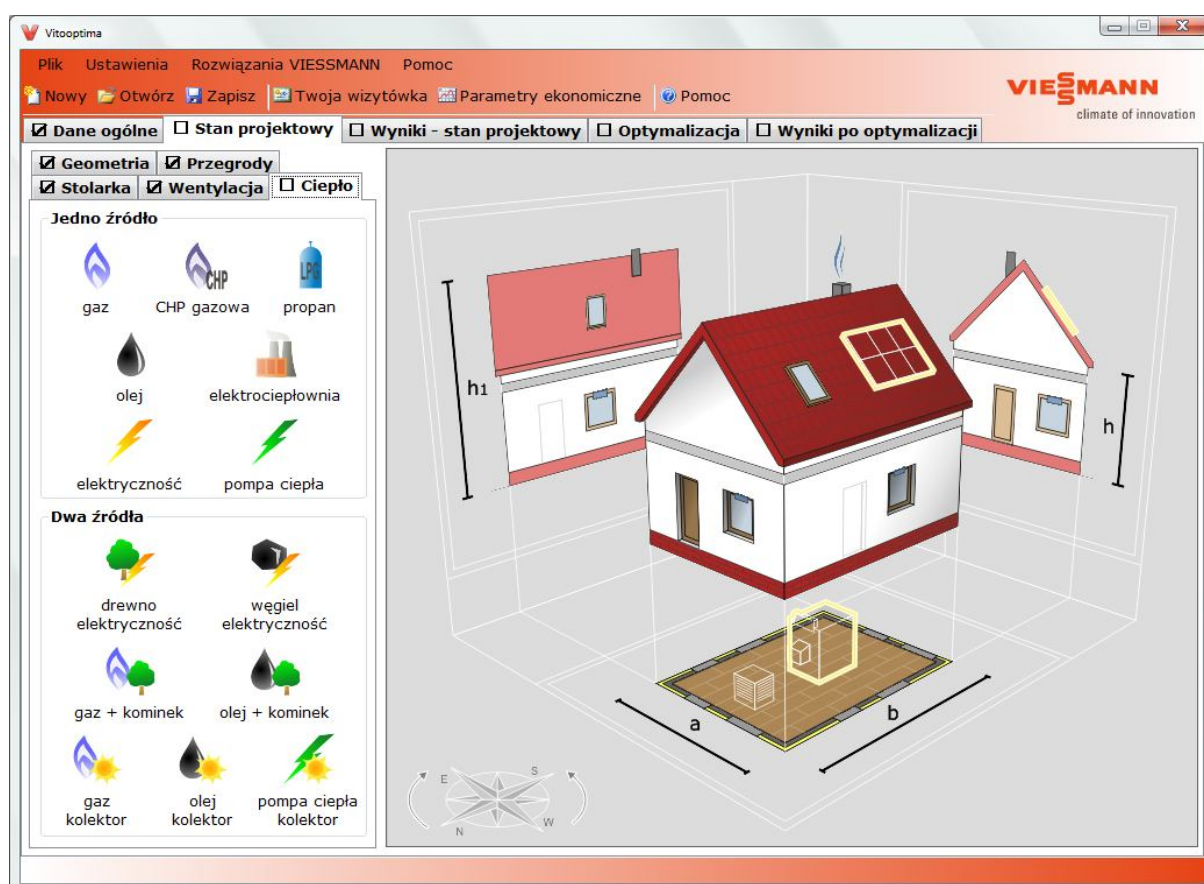 Vitooptima
Plik Ustawienia Rozwiązania VIESSMANN Pomoc
Nowy Otwórz Zapisz Twoja wizytówka Parametry ekonomiczne Pomoc
VIESSMANN
climate of innovation
Dane ogólne Stan projektowy Wyniki - stan projektowy Optymalizacja Wyniki po optymalizacji
Geometria Przegrody
Stolarka Wentylacja Ciepło
Jedno źródło
CHP LPG
gaz CHP gazowa propan
olej elektrociepłownia
elektryczność pompa ciepła
Dwa źródła
drewno elektryczność
węgiel elektryczność
gaz + kominek olej + kominek
gaz kolektor
olej kolektor
pompa ciepła kolektor
h1
h
a
b
E
S
N
W